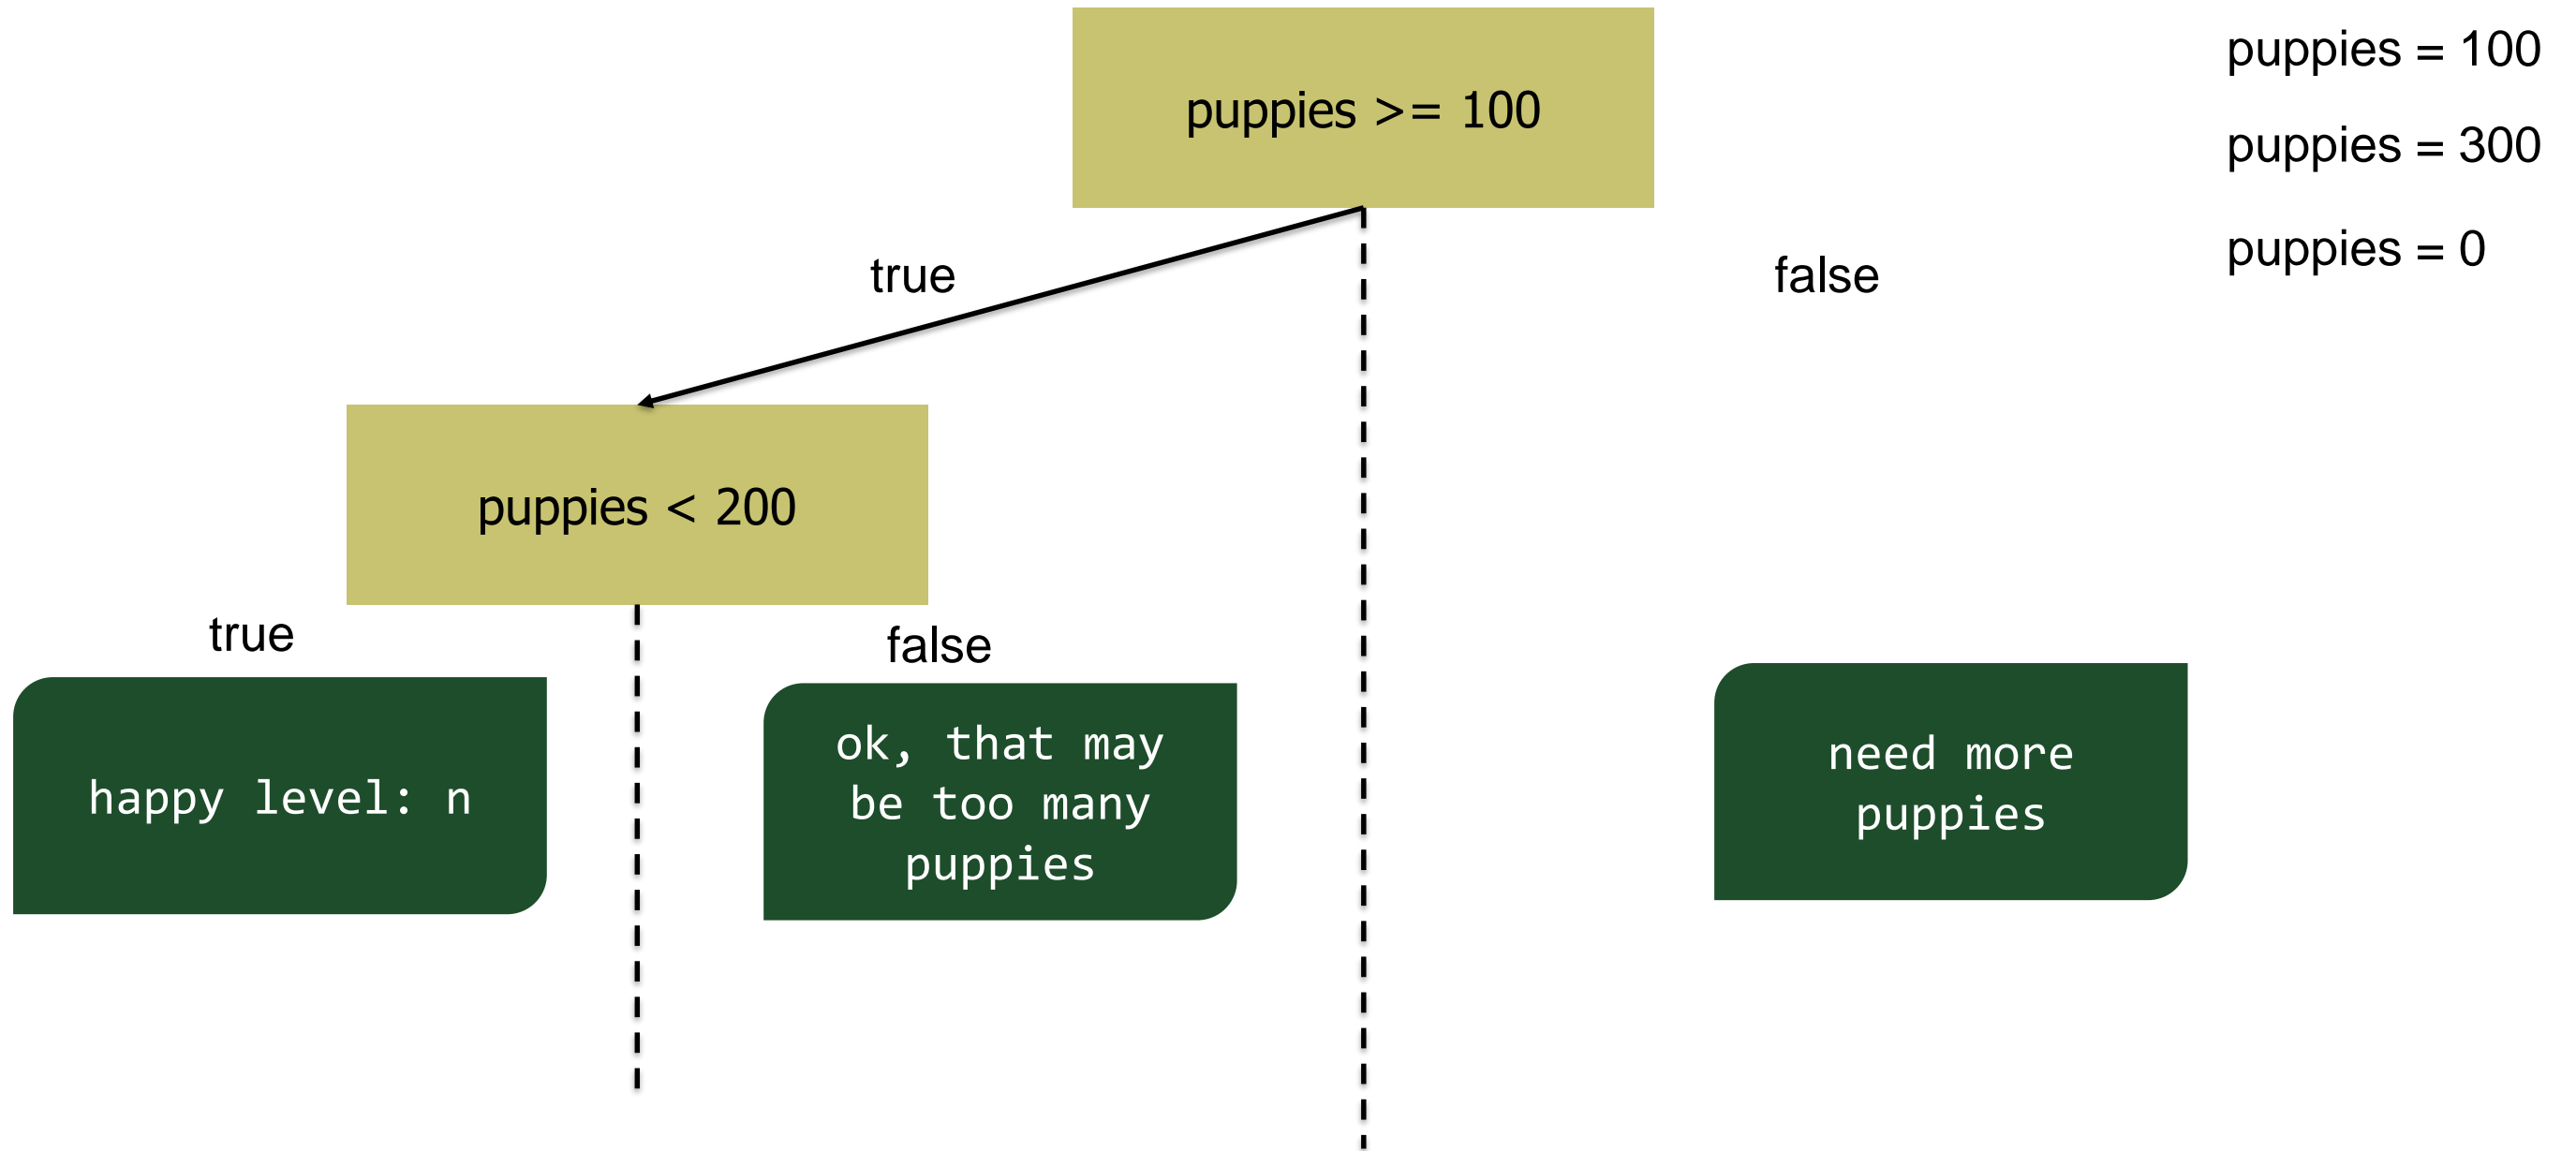 puppies >= 100
puppies = 100
puppies = 300
puppies = 0
true
false
puppies < 200
true
false
happy level: n
ok, that may
be too many
puppies
need more
puppies